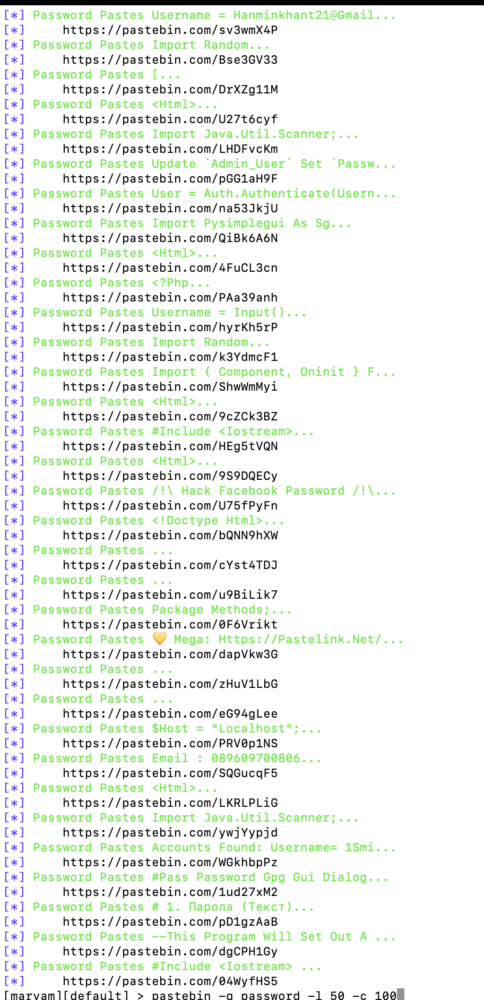 [*] Password Pastes Username = Hanminkhant21@Gmail...
[*] https://pastebin.com/sv3wmX4P
[*] Password Pastes Import Random...
[*] https://pastebin.com/Bse3GV33
[*] Password Pastes [...
[*] https://pastebin.com/DrXZg11M
[*] Password Pastes <Html>...
[*] https://pastebin.com/U27t6cyf
[*] Password Pastes Import Java.Util.Scanner;...
[*] https://pastebin.com/LHDFvcKm
[*] Password Pastes Update `Admin_User` Set `Passw...
[*] https://pastebin.com/pGG1aH9F
[*] Password Pastes User = Auth.Authenticate(Usern...
[*] https://pastebin.com/na53JkjU
[*] Password Pastes Import Pysimplegui As Sg...
[*] https://pastebin.com/QiBk6A6N
[*] Password Pastes <Html>...
[*] https://pastebin.com/4FuCL3cn
[*] Password Pastes <?Php...
[*] https://pastebin.com/PAa39anh
[*] Password Pastes Username = Input()...
[*] https://pastebin.com/hyrKh5rP
[*] Password Pastes Import Random...
[*] https://pastebin.com/k3YdmcF1
[*] Password Pastes Import { Component, Oninit } F...
[*] https://pastebin.com/ShwWmMyi
[*] Password Pastes <Html>...
[*] https://pastebin.com/9cZCk3BZ
[*] Password Pastes #Include <Iostream>...
[*] https://pastebin.com/HEg5tVQN
[*] Password Pastes <Html>...
[*] https://pastebin.com/9S9DQECy
[*] Password Pastes /!\ Hack Facebook Password /!\...
[*] https://pastebin.com/U75fPyFn
[*] Password Pastes <!Doctype Html>...
[*] https://pastebin.com/bQNN9hXW
[*] Password Pastes ...
[*] https://pastebin.com/cYst4TDJ
[*] Password Pastes ...
[*] https://pastebin.com/u9BiLik7
[*] Password Pastes Package Methods;...
[*] https://pastebin.com/0F6Vrikt
[*] Password Pastes 💛 Mega: Https://Pastelink.Net/...
[*] https://pastebin.com/dapVkw3G
[*] Password Pastes ...
[*] https://pastebin.com/zHuV1LbG
[*] Password Pastes ...
[*] https://pastebin.com/eG94gLee
[*] Password Pastes $Host = "Localhost";...
[*] https://pastebin.com/PRV0p1NS
[*] Password Pastes Email : 089609700806...
[*] https://pastebin.com/SQGucqF5
[*] Password Pastes <Html>...
[*] https://pastebin.com/LKRLPLiG
[*] Password Pastes Import Java.Util.Scanner;...
[*] https://pastebin.com/ywjYypjd
[*] Password Pastes Accounts Found: Username= 1Smi...
[*] https://pastebin.com/WGkhbpPz
[*] Password Pastes #Pass Password Gpg Gui Dialog...
[*] https://pastebin.com/1ud27xM2
[*] Password Pastes # 1. Парола (Текст)...
[*] https://pastebin.com/pD1gzAaB
[*] Password Pastes --This Program Will Set Out A ...
[*] https://pastebin.com/dgCPH1Gy
[*] Password Pastes #Include <Iostream> ...
[*] https://pastebin.com/04WyfHS5
[maryam][default] > pastebin -q password -l 50 -c 100